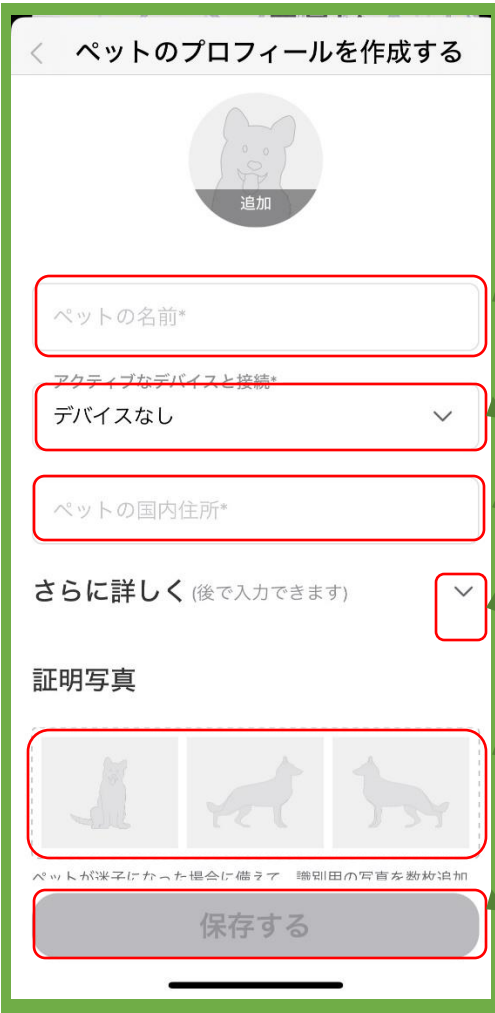 ペットのプロフィールを作成する
追加
ペットの名前*
アクティブなデバイスと接続*
デバイスなし
ペットの国内住所*
さらに詳しく (後で入力できます)
証明写真
ペットが迷子になった場合に備えて、識別用の写真を数枚追加
保存する